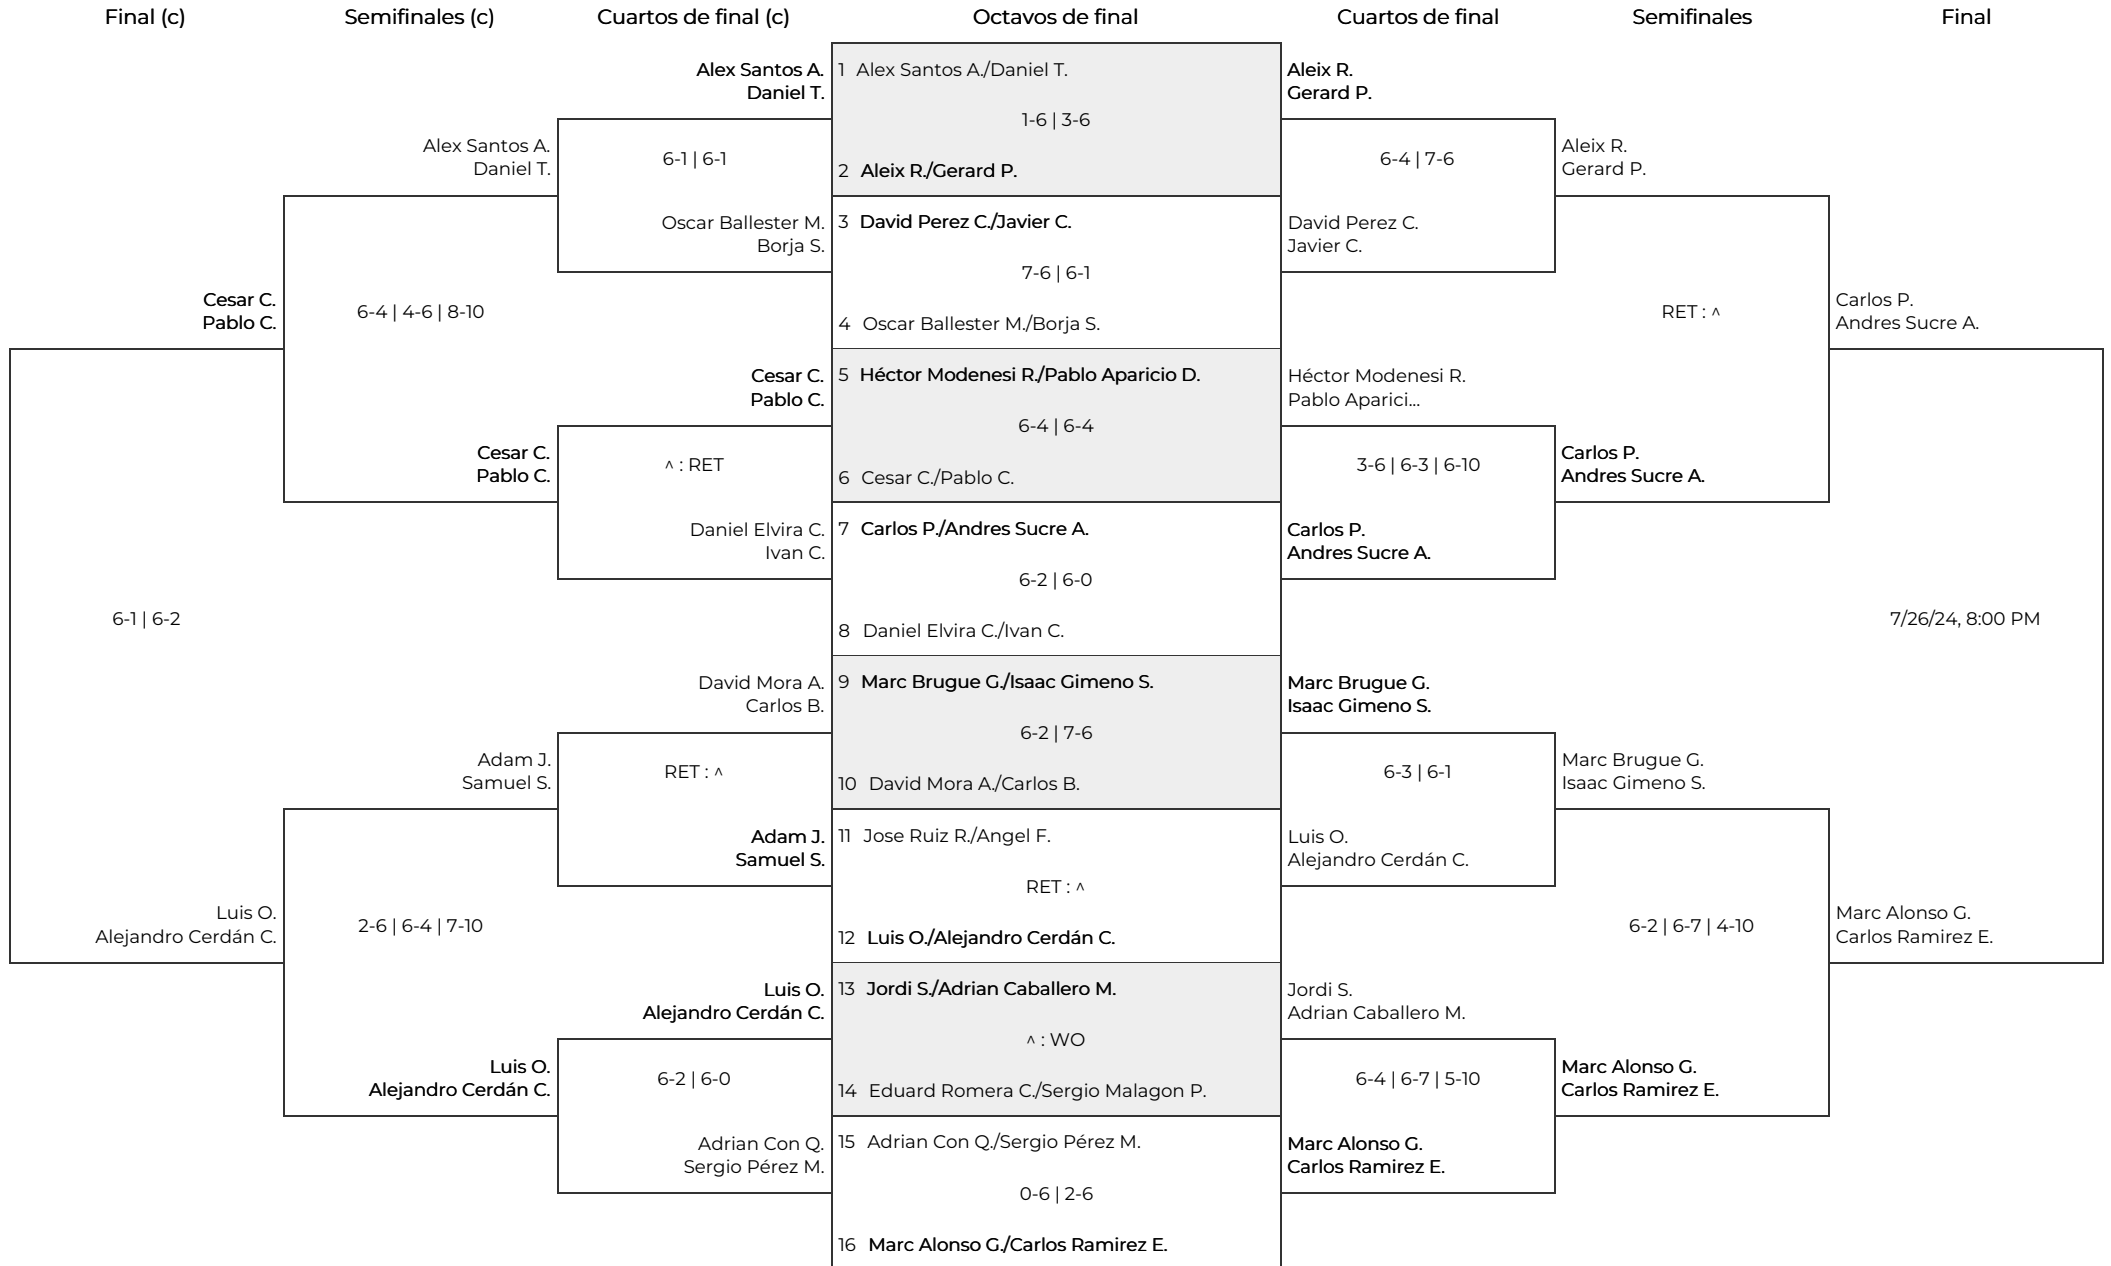 Final (c)
Semifinales (c)
Cuartos de final (c)
Octavos de final
Cuartos de final
Semifinales
Final
Cesar C.
Pablo C.
6-1 | 6-2
Luis O.
Alejandro Cerdán C.
Alex Santos A.
Daniel T.
6-4 | 4-6 | 8-10
Cesar C.
Pablo C.
Adam J.
Samuel S.
2-6 | 6-4 | 7-10
Luis O.
Alejandro Cerdán C.
Alex Santos A.
Daniel T.
6-1 | 6-1
Oscar Ballester M.
Borja S.
Cesar C.
Pablo C.
^ : RET
Daniel Elvira C.
Ivan C.
David Mora A.
Carlos B.
RET : ^
Adam J.
Samuel S.
Luis O.
Alejandro Cerdán C.
6-2 | 6-0
Adrian Con Q.
Sergio Pérez M.
1 Alex Santos A./Daniel T.
1-6 | 3-6
2 Aleix R./Gerard P.
3 David Perez C./Javier C.
7-6 | 6-1
4 Oscar Ballester M./Borja S.
5 Héctor Modenesi R./Pablo Aparicio D.
6-4 | 6-4
6 Cesar C./Pablo C.
7 Carlos P./Andres Sucre A.
6-2 | 6-0
8 Daniel Elvira C./Ivan C.
9 Marc Brugue G./Isaac Gimeno S.
6-2 | 7-6
10 David Mora A./Carlos B.
11 Jose Ruiz R./Angel F.
RET : ^
12 Luis O./Alejandro Cerdán C.
13 Jordi S./Adrian Caballero M.
^ : WO
14 Eduard Romera C./Sergio Malagon P.
15 Adrian Con Q./Sergio Pérez M.
0-6 | 2-6
16 Marc Alonso G./Carlos Ramirez E.
Aleix R.
Gerard P.
6-4 | 7-6
David Perez C.
Javier C.
Héctor Modenesi R.
Pablo Aparici...
3-6 | 6-3 | 6-10
Carlos P.
Andres Sucre A.
Marc Brugue G.
Isaac Gimeno S.
6-3 | 6-1
Luis O.
Alejandro Cerdán C.
Jordi S.
Adrian Caballero M.
6-4 | 6-7 | 5-10
Marc Alonso G.
Carlos Ramirez E.
Aleix R.
Gerard P.
RET : ^
Carlos P.
Andres Sucre A.
Marc Brugue G.
Isaac Gimeno S.
6-2 | 6-7 | 4-10
Marc Alonso G.
Carlos Ramirez E.
Carlos P.
Andres Sucre A.
7/26/24, 8:00 PM
Marc Alonso G.
Carlos Ramirez E.